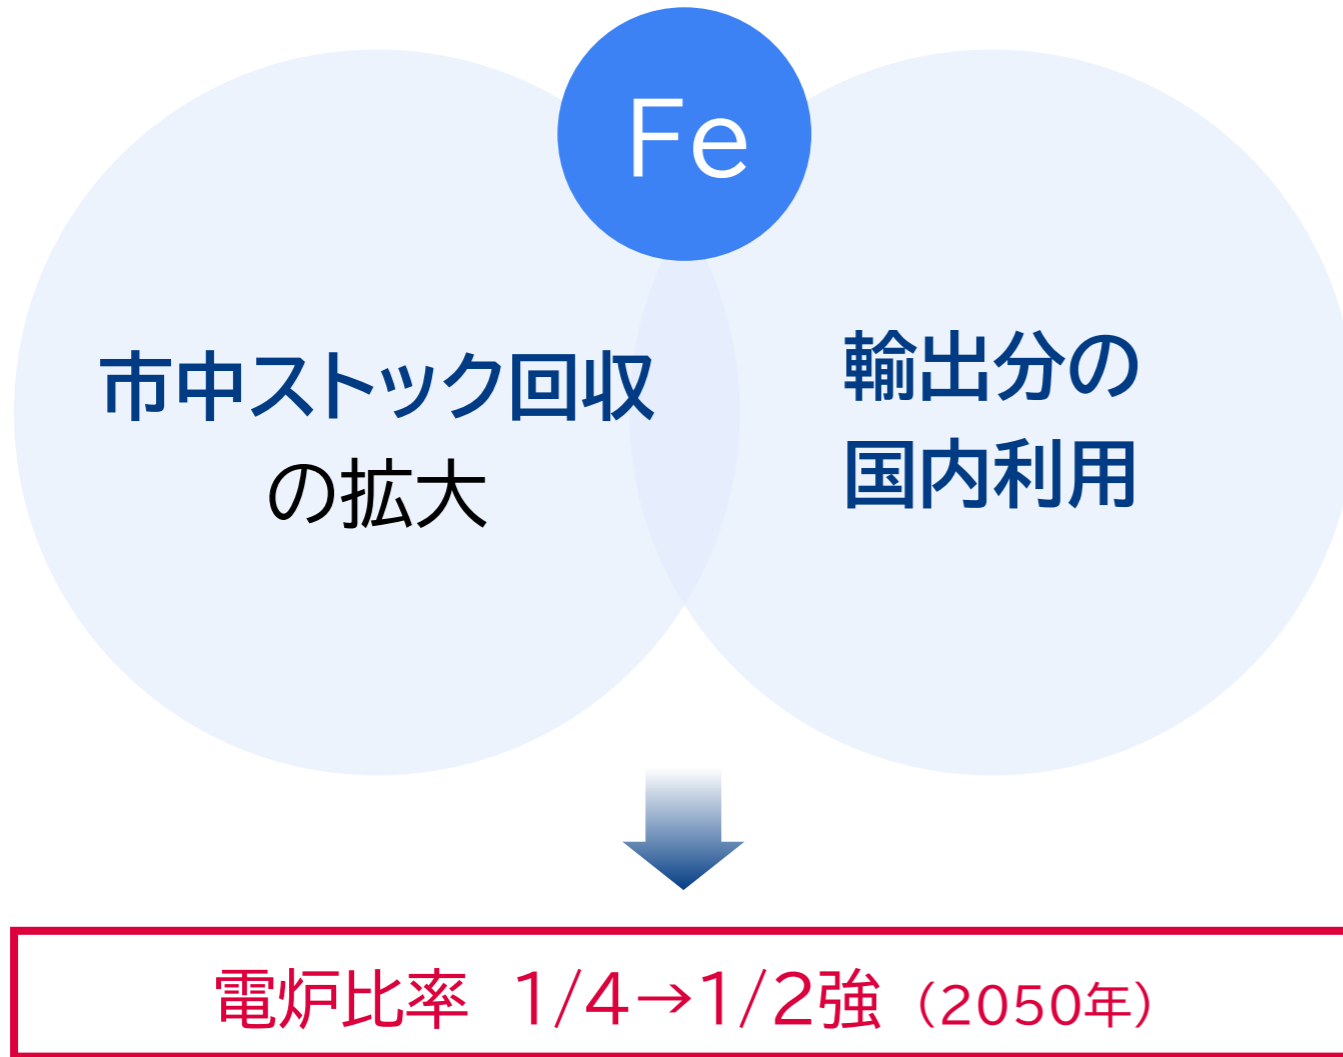 Fe
市中ストック回収
の拡大
輸出分の
国内利用
電炉比率 1/4→1/2強（2050年）